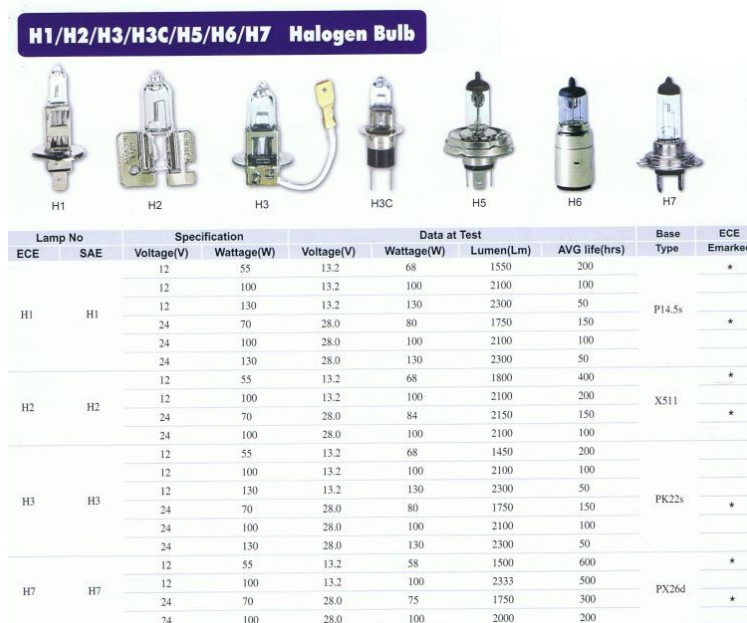 H1/H2/H3/H3C/H5/H6/H7 Halogen Bulb
H1 H2 H3 H3C H5 H6 H7
Lamp No Specification Data at Test Base ECE
ECE SAE Voltage(V) Wattage(W) Voltage(V) Wattage(W) Lumen(Lm) AVG life(hrs) Type Emarked
12 55 13.2 68 1550 200 *
12 100 13.2 100 2100 100
12 130 13.2 130 2300 50
H1 H1 P14.5s
24 70 28.0 80 1750 150 *
24 100 28.0 100 2100 100
24 130 28.0 130 2300 50
12 55 13.2 68 1800 400 *
12 100 13.2 100 2100 200
H2 H2 X511
24 70 28.0 84 2150 150 *
24 100 28.0 100 2100 100
12 55 13.2 68 1450 200
12 100 13.2 100 2100 100
12 130 13.2 130 2300 50
H3 H3 PK22s
24 70 28.0 80 1750 150 *
24 100 28.0 100 2100 100
24 130 28.0 130 2300 50
12 55 13.2 58 1500 600 *
12 100 13.2 100 2333 500
H7 H7 PX26d
24 70 28.0 75 1750 300 *
24 100 28.0 100 2000 200